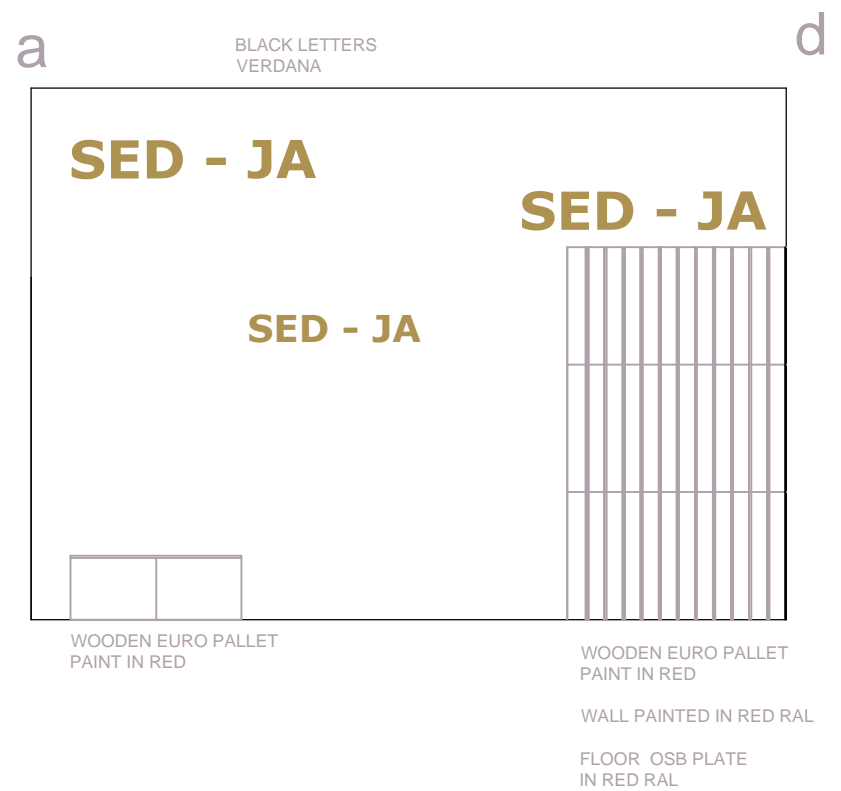 a
d
BLACK LETTERS
VERDANA
SED - JA
SED - JA
SED - JA
WOODEN EURO PALLET
PAINT IN RED
WOODEN EURO PALLET
PAINT IN RED
WALL PAINTED IN RED RAL
FLOOR OSB PLATE
IN RED RAL